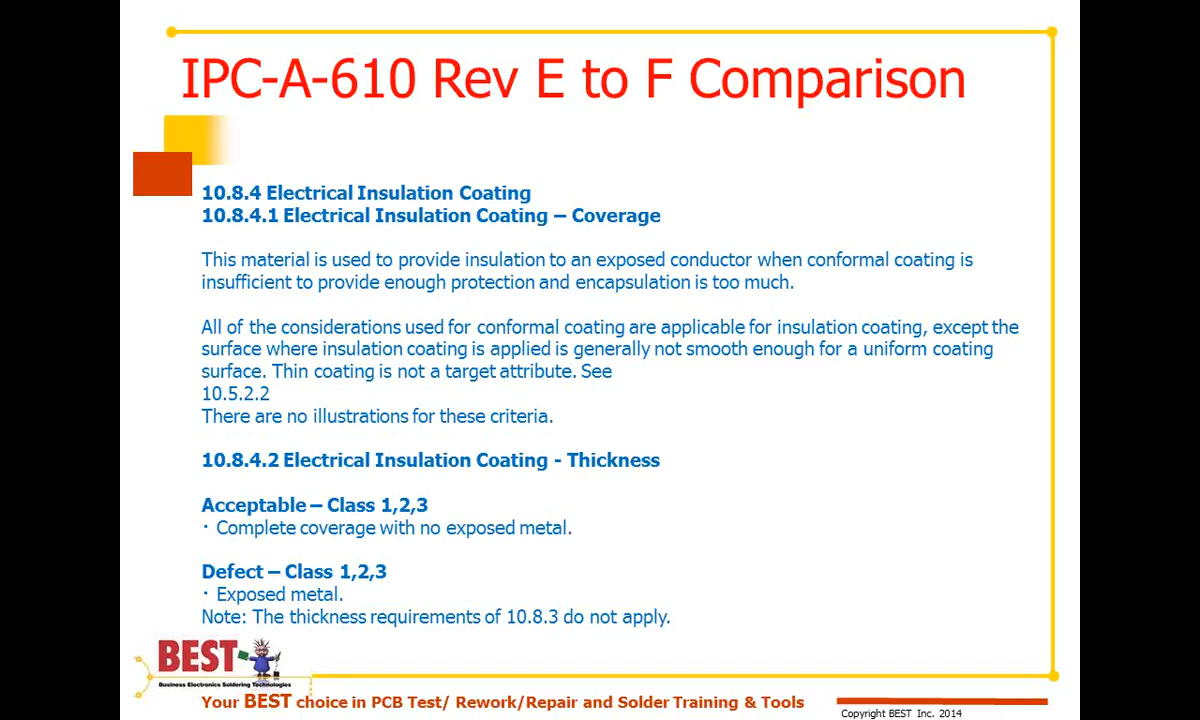 IPC-A-610 Rev E to F Comparison
10.8.4 Electrical Insulation Coating
10.8.4.1 Electrical Insulation Coating – Coverage
This material is used to provide insulation to an exposed conductor when conformal coating is
insufficient to provide enough protection and encapsulation is too much.
All of the considerations used for conformal coating are applicable for insulation coating, except the
surface where insulation coating is applied is generally not smooth enough for a uniform coating
surface. Thin coating is not a target attribute. See
10.5.2.2
There are no illustrations for these criteria.
10.8.4.2 Electrical Insulation Coating - Thickness
Acceptable – Class 1,2,3
· Complete coverage with no exposed metal.
Defect – Class 1,2,3
· Exposed metal.
Note: The thickness requirements of 10.8.3 do not apply.
BEST
Business Electronics Soldering Technologies
Your BEST choice in PCB Test/ Rework/Repair and Solder Training & Tools
Copyright BEST Inc. 2014